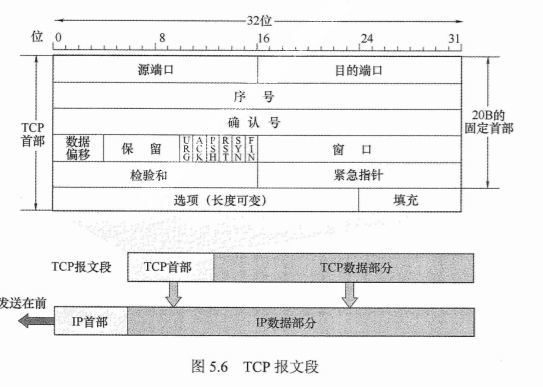 32位
位 0 8 16 24 31
源端口 目的端口
序 号
TCP首部
确认号
20B的固定首部
数据偏移 保 留 URG ACK PSH RST SYN FIN 窗 口
检验和 紧急指针
选项（长度可变） 填充
TCP报文段 TCP首部 TCP数据部分
发送在前
IP首部 IP数据部分
图 5.6 TCP 报文段